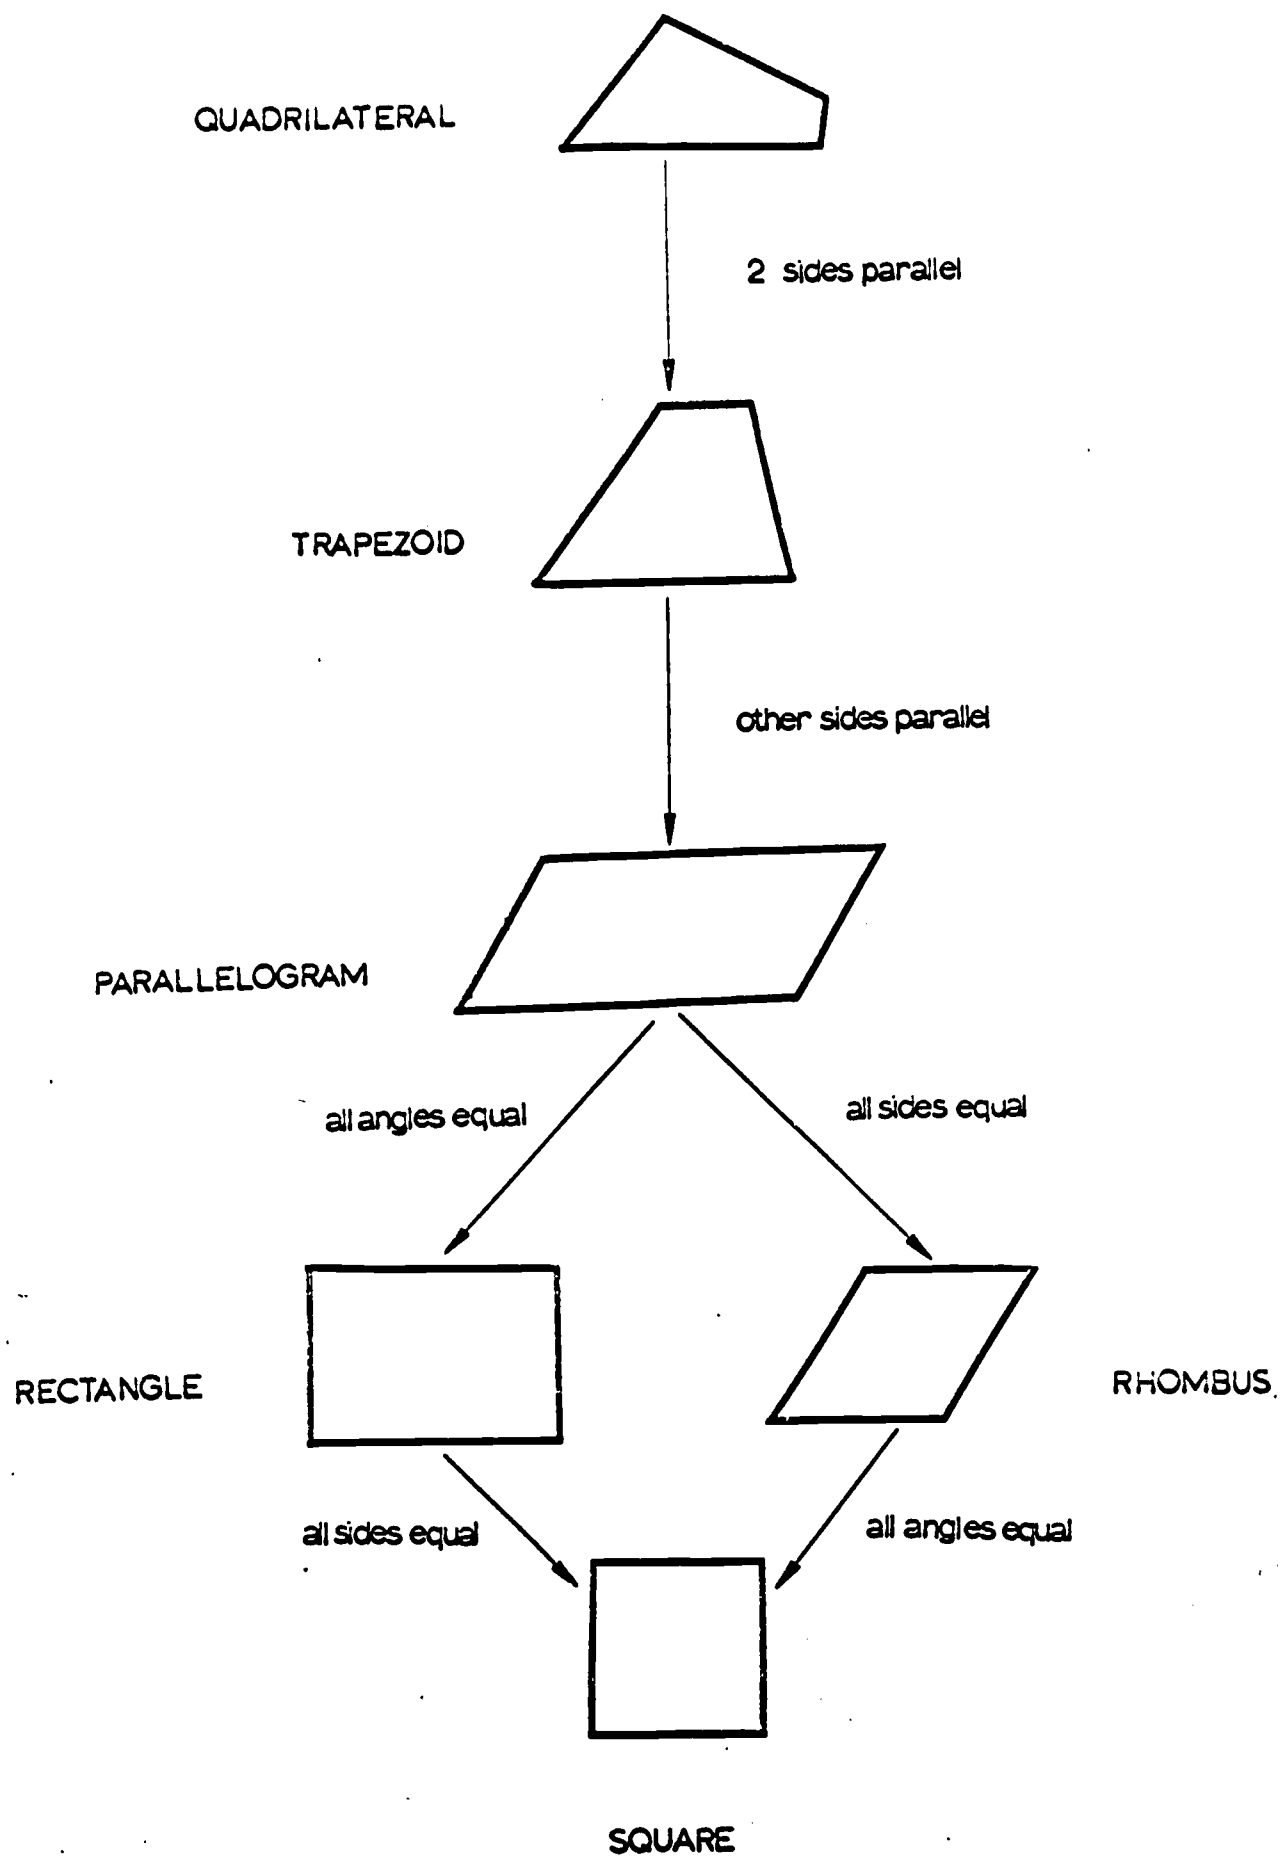 QUADRILATERAL
2 sides parallel
TRAPEZOID
other sides parallel
PARALLELOGRAM
all angles equal
all sides equal
RECTANGLE
RHOMBUS
all sides equal
all angles equal
SQUARE